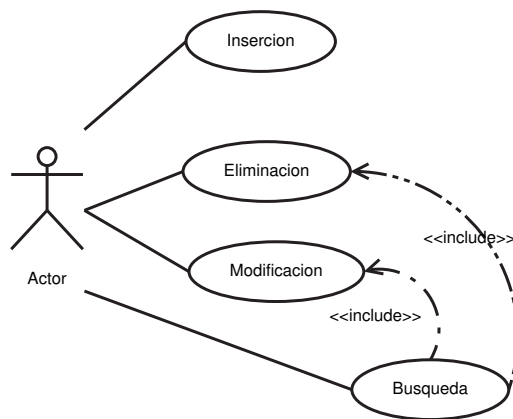 Insercion
Eliminacion
<<include>>
Modificacion
Actor
<<include>>
Busqueda